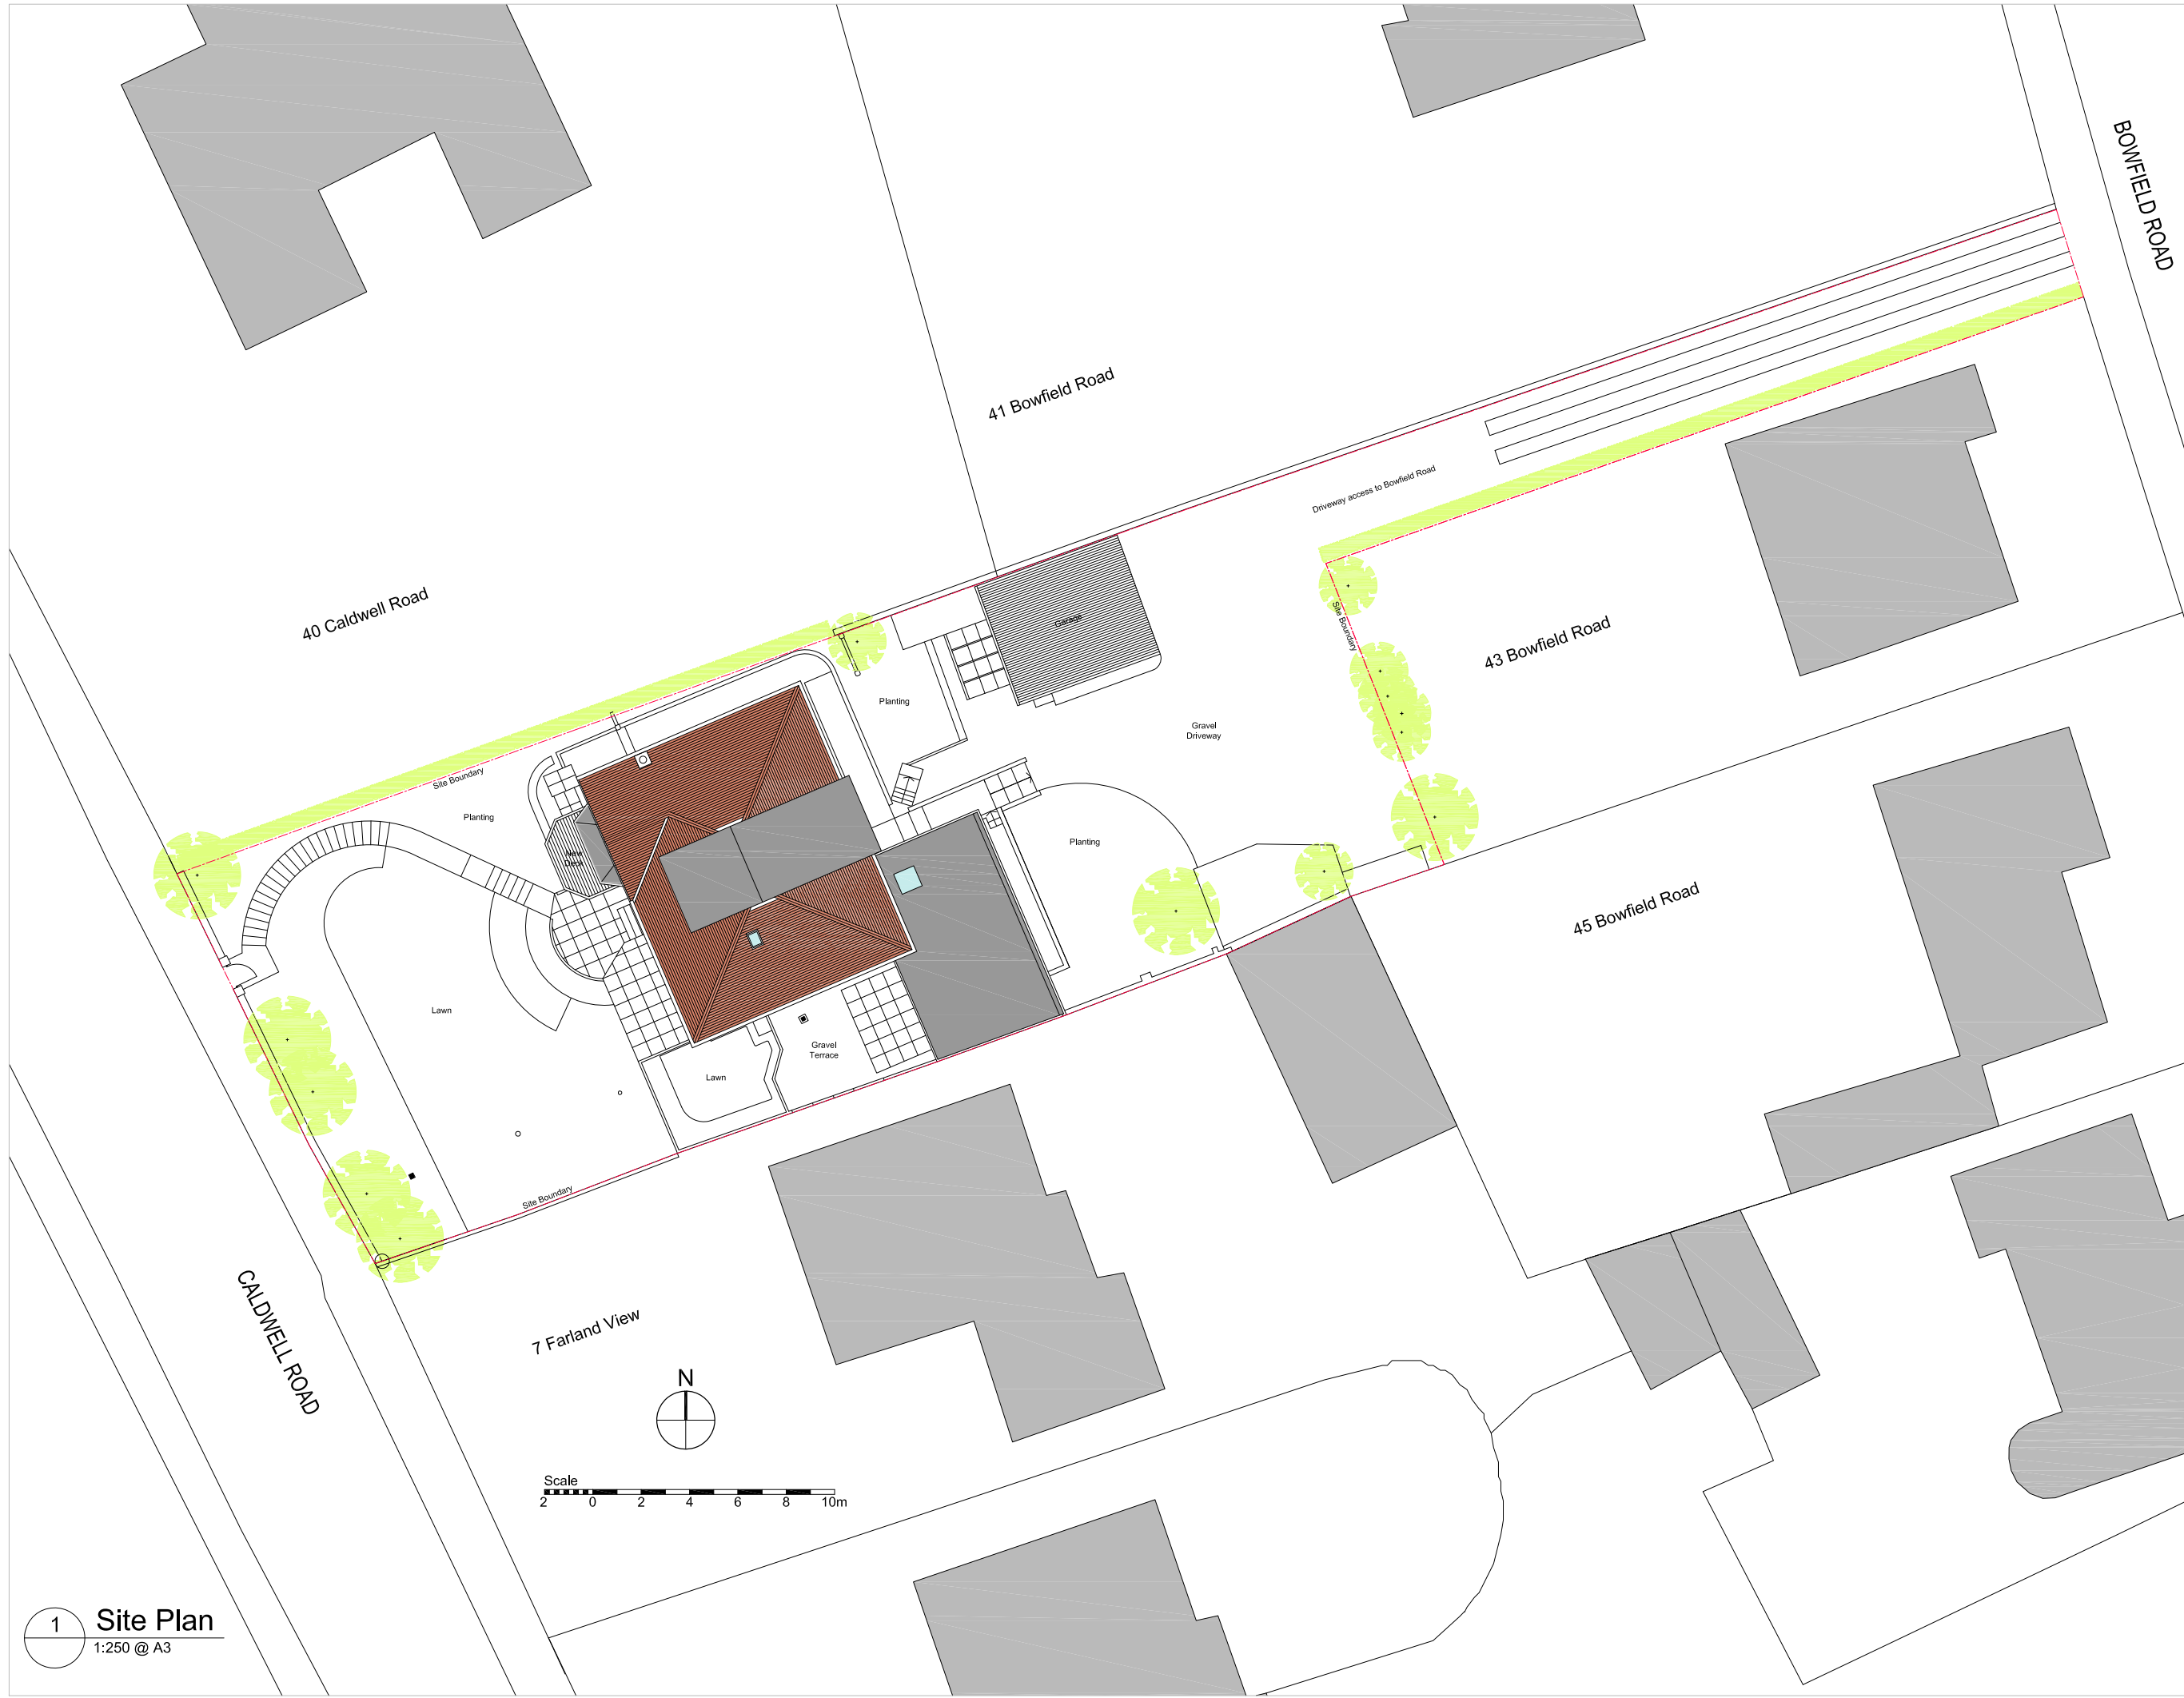 BOWFIELD ROAD
41 Bowfield Road
Driveway access to Bowfield Road
40 Caldwell Road
Garage
Site Boundary
43 Bowfield Road
Planting
Gravel
Driveway
Site Boundary
Planting
Planting
New
Deck
45 Bowfield Road
Lawn
Gravel
Terrace
Lawn
Site Boundary
CALDWELL ROAD
7 Farland View
N
Scale
2 0 2 4 6 8 10m
1 Site Plan
1:250 @ A3